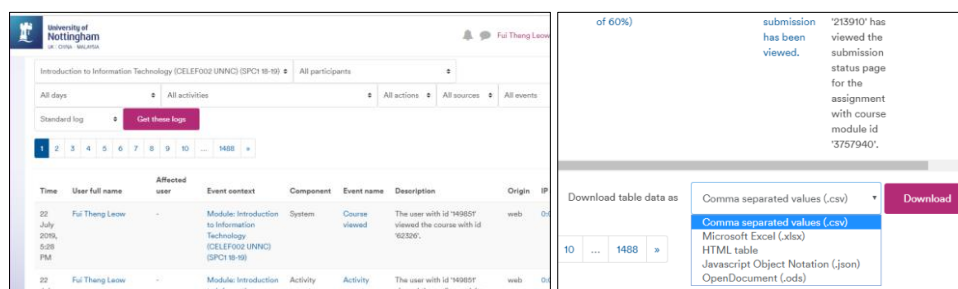 University of
Nottingham
UK | CHINA | MALAYSIA
Fui Theng Leow
Introduction to Information Technology (CELEF002 UNNC) (SPC1 18-19) All participants
All days All activities All actions All sources All events
Standard log Get these logs
1 2 3 4 5 6 7 8 9 10 ... 1488 »
Affected
Time User full name user Event context Component Event name Description Origin IP
22 Fui Theng Leow - Module: Introduction System Course The user with id '149851' web
July to Information viewed viewed the course with id
2019, Technology '62326'.
5:28 (CELEF002 UNNC)
PM (SPC1 18-19)
22 Fui Theng Leow - Module: Introduction Activity Activity The user with id '149851' web
of 60%) submission '213910' has
has been viewed the
viewed. submission
status page
for the
assignment
with course
module id
'3757940'.
Download table data as Comma separated values (.csv) Download
Comma separated values (.csv)
Microsoft Excel (.xlsx)
10 ... 1488 » HTML table
Javascript Object Notation (.json)
OpenDocument (.ods)